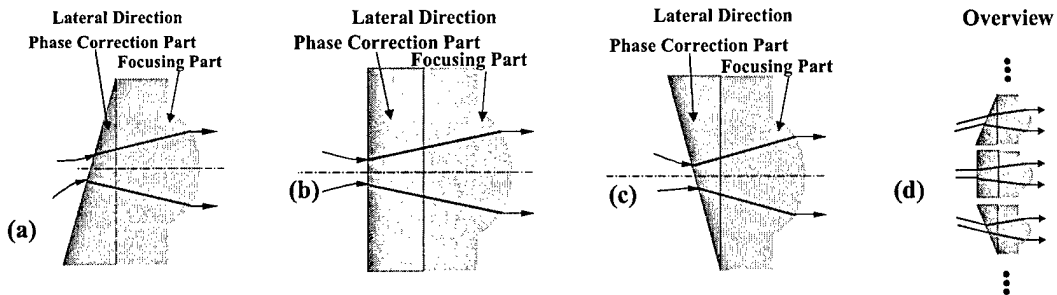 Lateral Direction
Phase Correction Part
Focusing Part
(a)
Lateral Direction
Phase Correction Part
Focusing Part
(b)
Lateral Direction
Phase Correction Part
Focusing Part
(c)
Overview
(d)